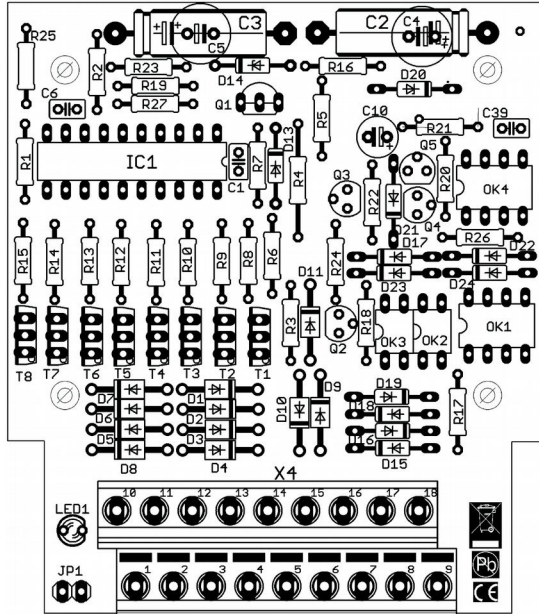 R25
C3
C5
C2
C4
R2
R23
D14
R16
R19
D20
C6
R27
Q1
R5
C10
C39
R21
R1
IC1
C1
R7
D13
R4
Q5
R20
OK4
Q3
R22
Q4
D21
D17
R26
D22
R15
R14
R13
R12
R11
R10
R9
R8
R6
R24
D11
D23
D24
R3
Q2
R18
OK3
OK2
OK1
T8
T7
T6
T5
T4
T3
T2
T1
D7
D1
D10
D9
D19
D6
D2
D18
R17
D5
D3
D16
D8
D4
D15
X4
10 11 12 13 14 15 16 17 18
LED1
JP1
1 2 3 4 5 6 7 8 9
Pb
CE